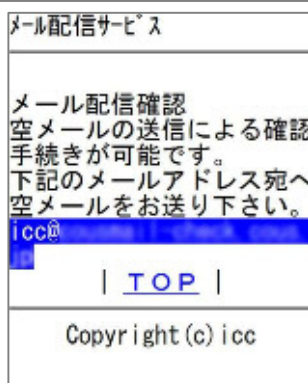 ﾒｰﾙ配信ｻｰﾋﾞｽ
メール配信確認
空メールの送信による確認
手続きが可能です。
下記のメールアドレス宛へ
空メールをお送り下さい。
icc@
| TOP |
Copyright(c)icc